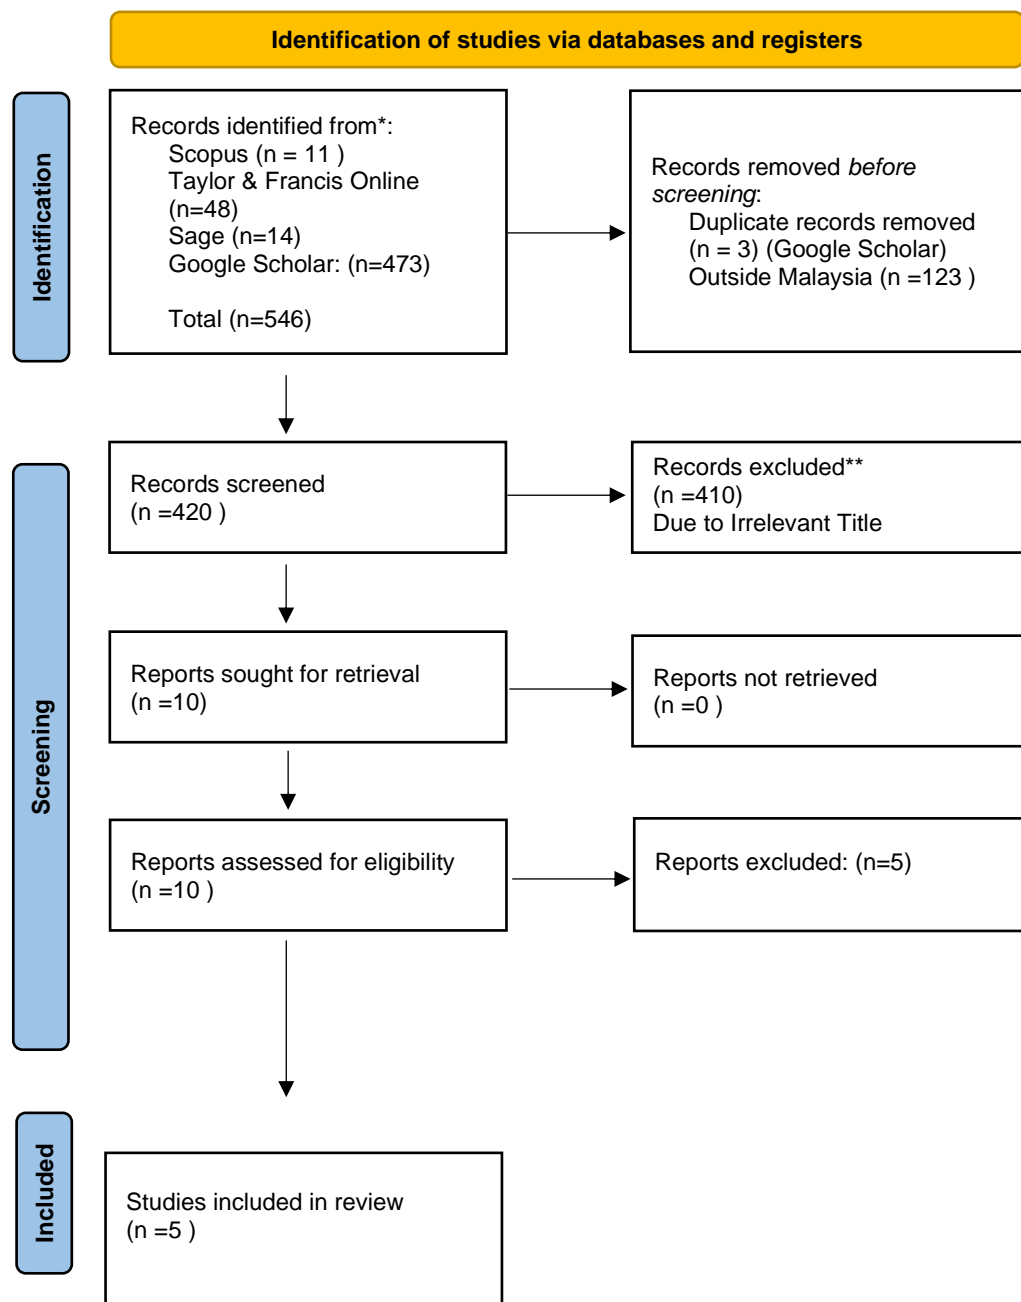 Identification of studies via databases and registers
Identification
Records identified from*:
Scopus (n = 11 )
Taylor & Francis Online
(n=48)
Sage (n=14)
Google Scholar: (n=473)
Total (n=546)
Records removed before
screening:
Duplicate records removed
(n = 3) (Google Scholar)
Outside Malaysia (n =123 )
Screening
Records screened
(n =420 )
Records excluded**
(n =410)
Due to Irrelevant Title
Reports sought for retrieval
(n =10)
Reports not retrieved
(n =0 )
Reports assessed for eligibility
(n =10 )
Reports excluded: (n=5)
Included
Studies included in review
(n =5 )